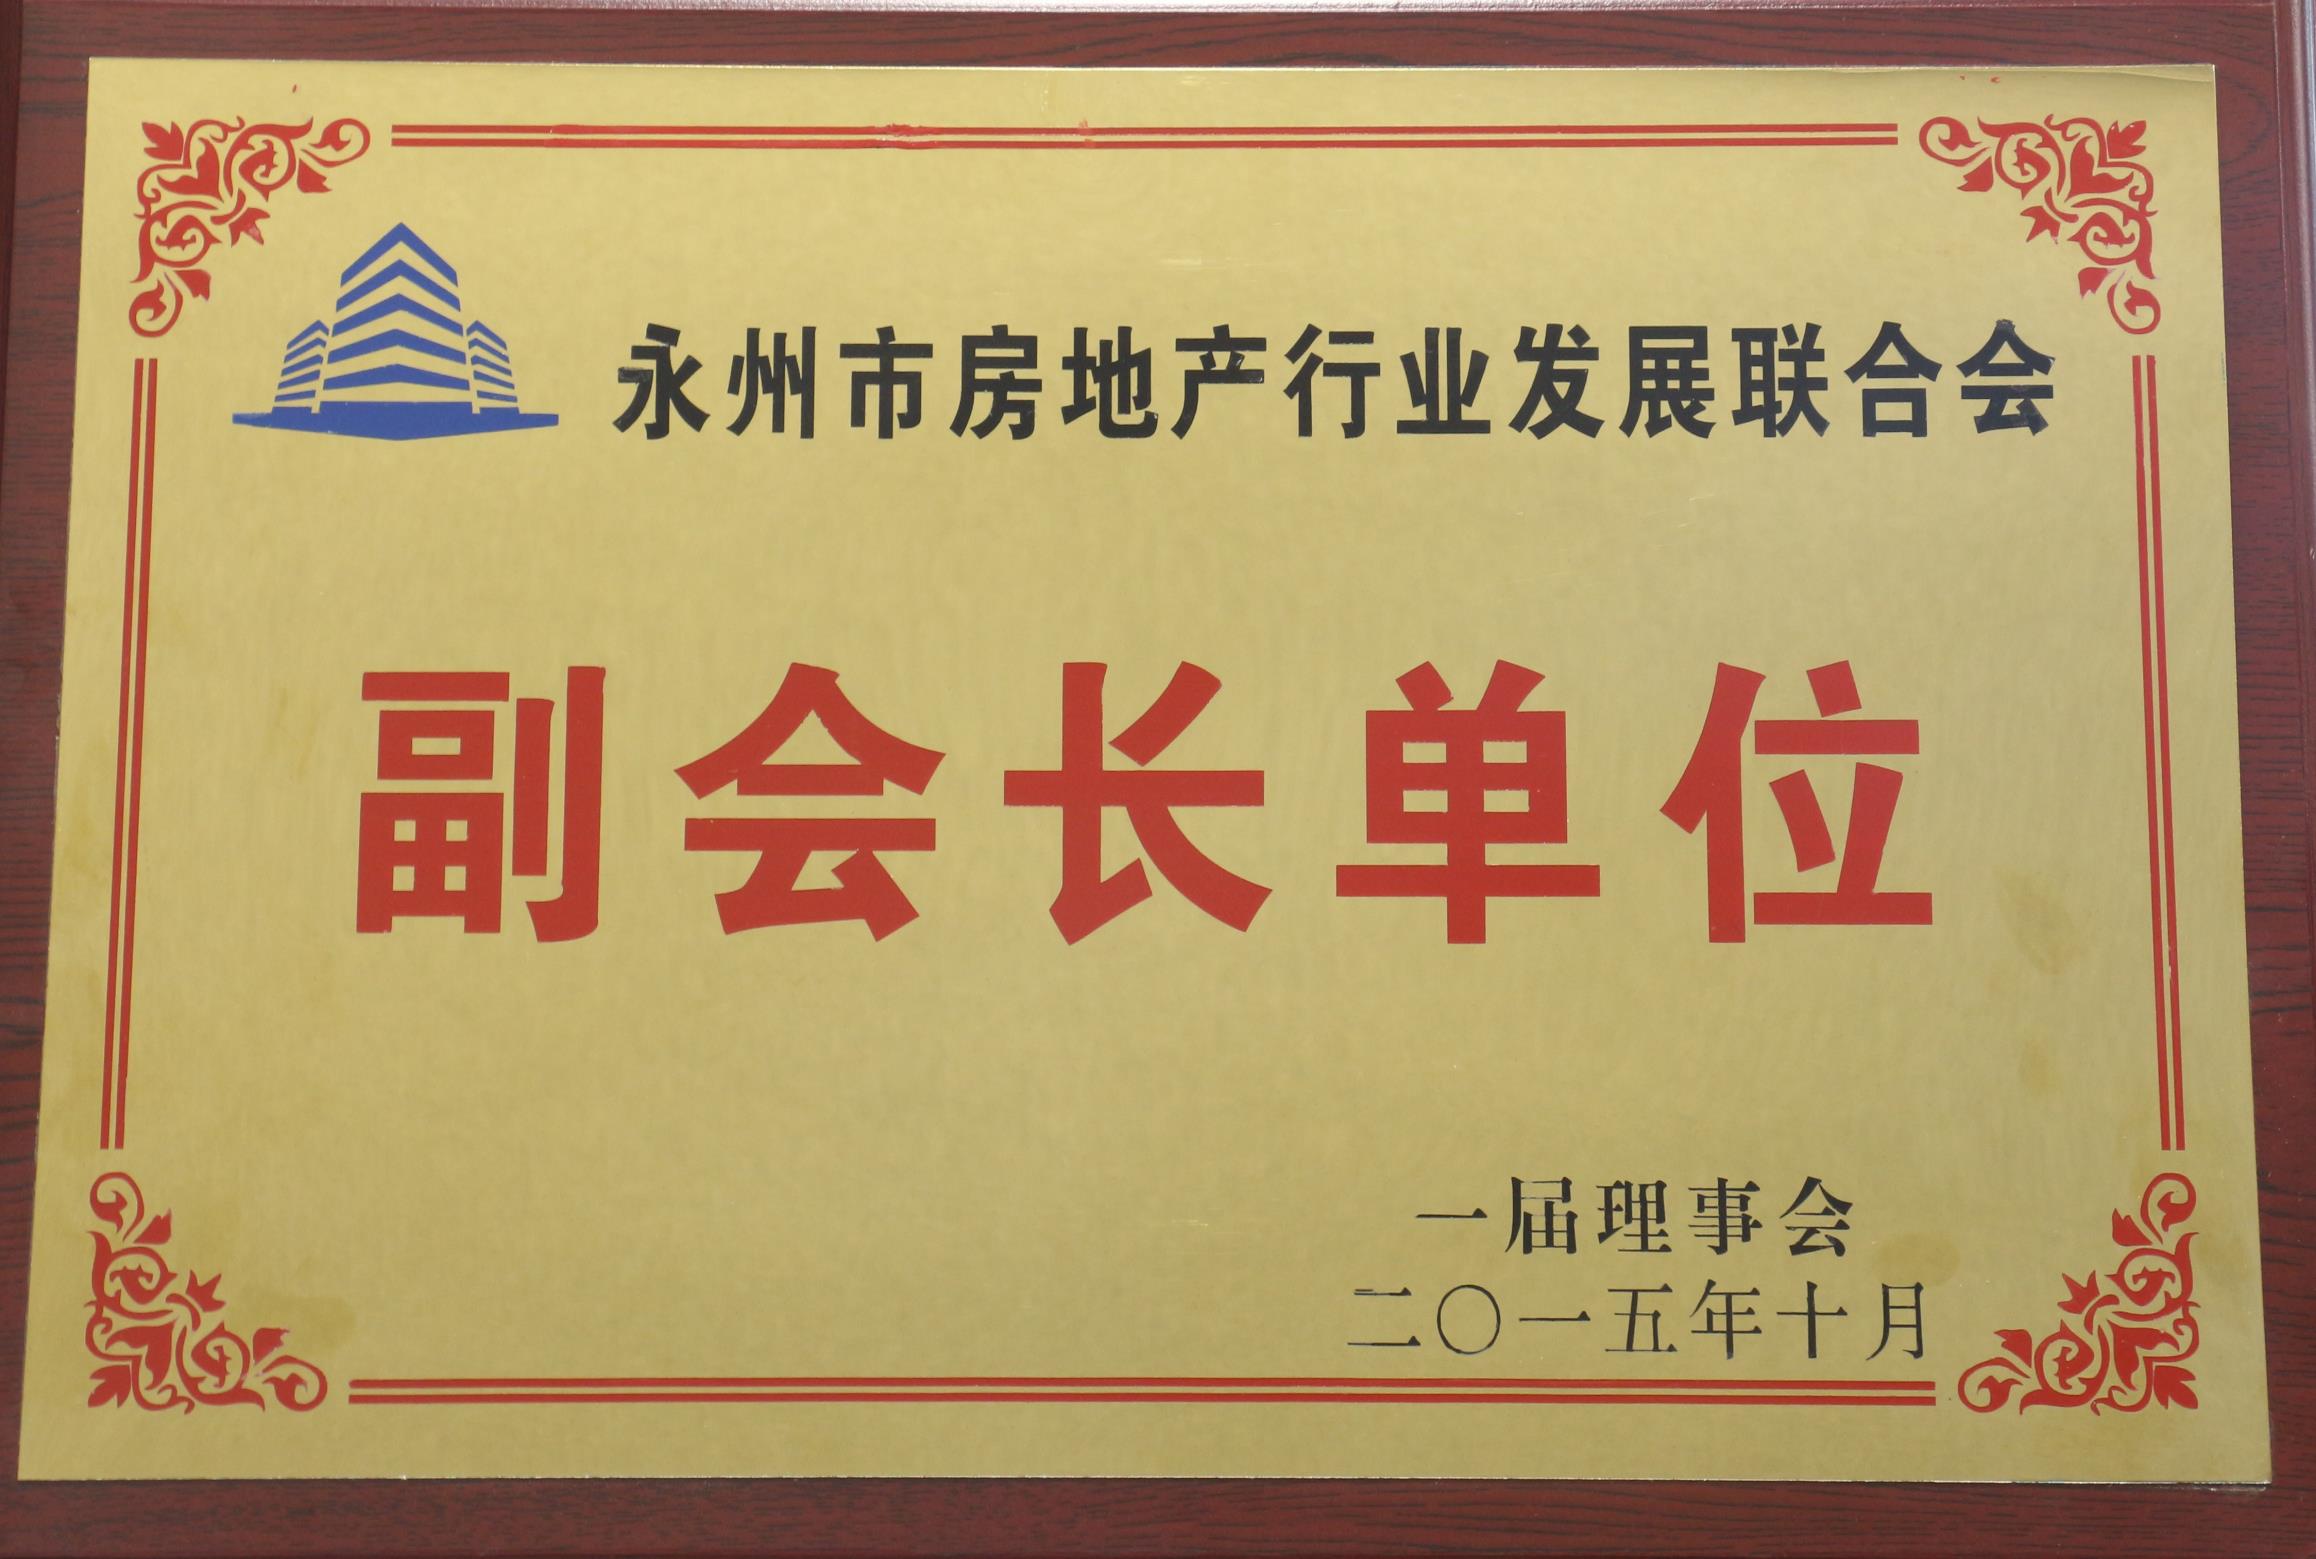 永州市房地产行业发展联合会
副会长单位
一届理事会
二〇一五年十月